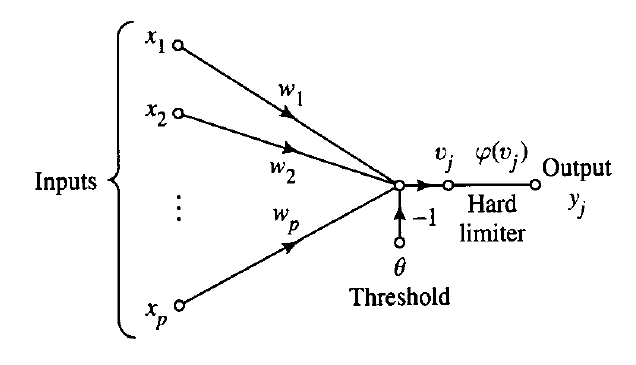 x₁
w₁
x₂
w₂
Inputs
⋮
wₚ
xₚ
vⱼ φ(vⱼ)
Output
yⱼ
Hard
limiter
−1
θ
Threshold